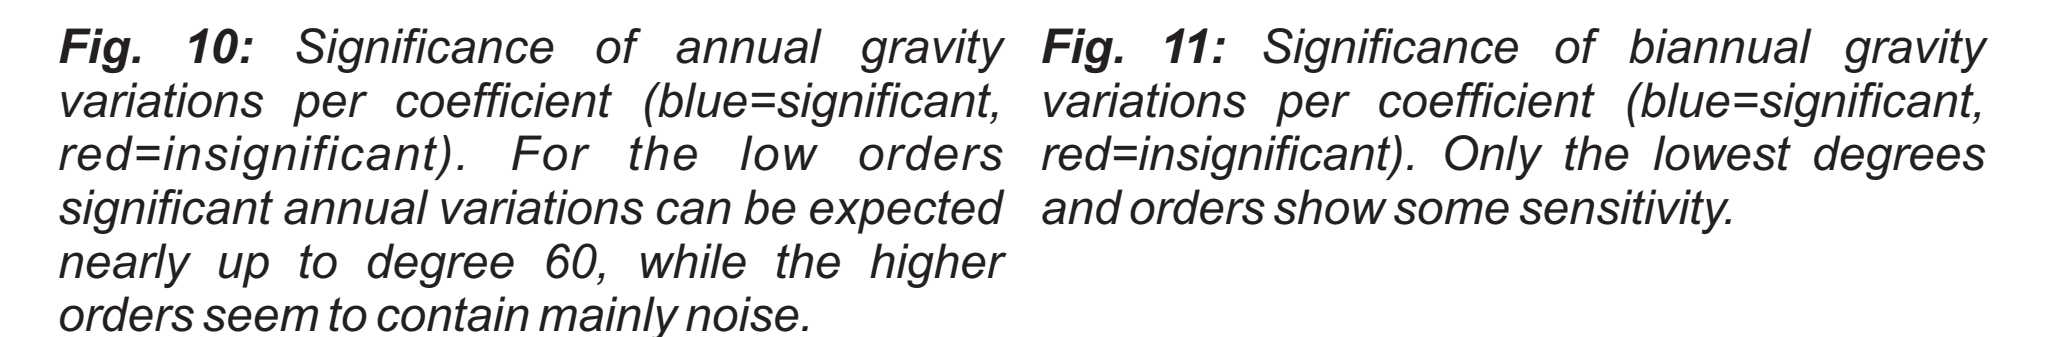 Fig. 10: Significance of annual gravity
variations per coefficient (blue=significant,
red=insignificant). For the low orders
significant annual variations can be expected
nearly up to degree 60, while the higher
orders seem to contain mainly noise.
Fig. 11: Significance of biannual gravity
variations per coefficient (blue=significant,
red=insignificant). Only the lowest degrees
and orders show some sensitivity.